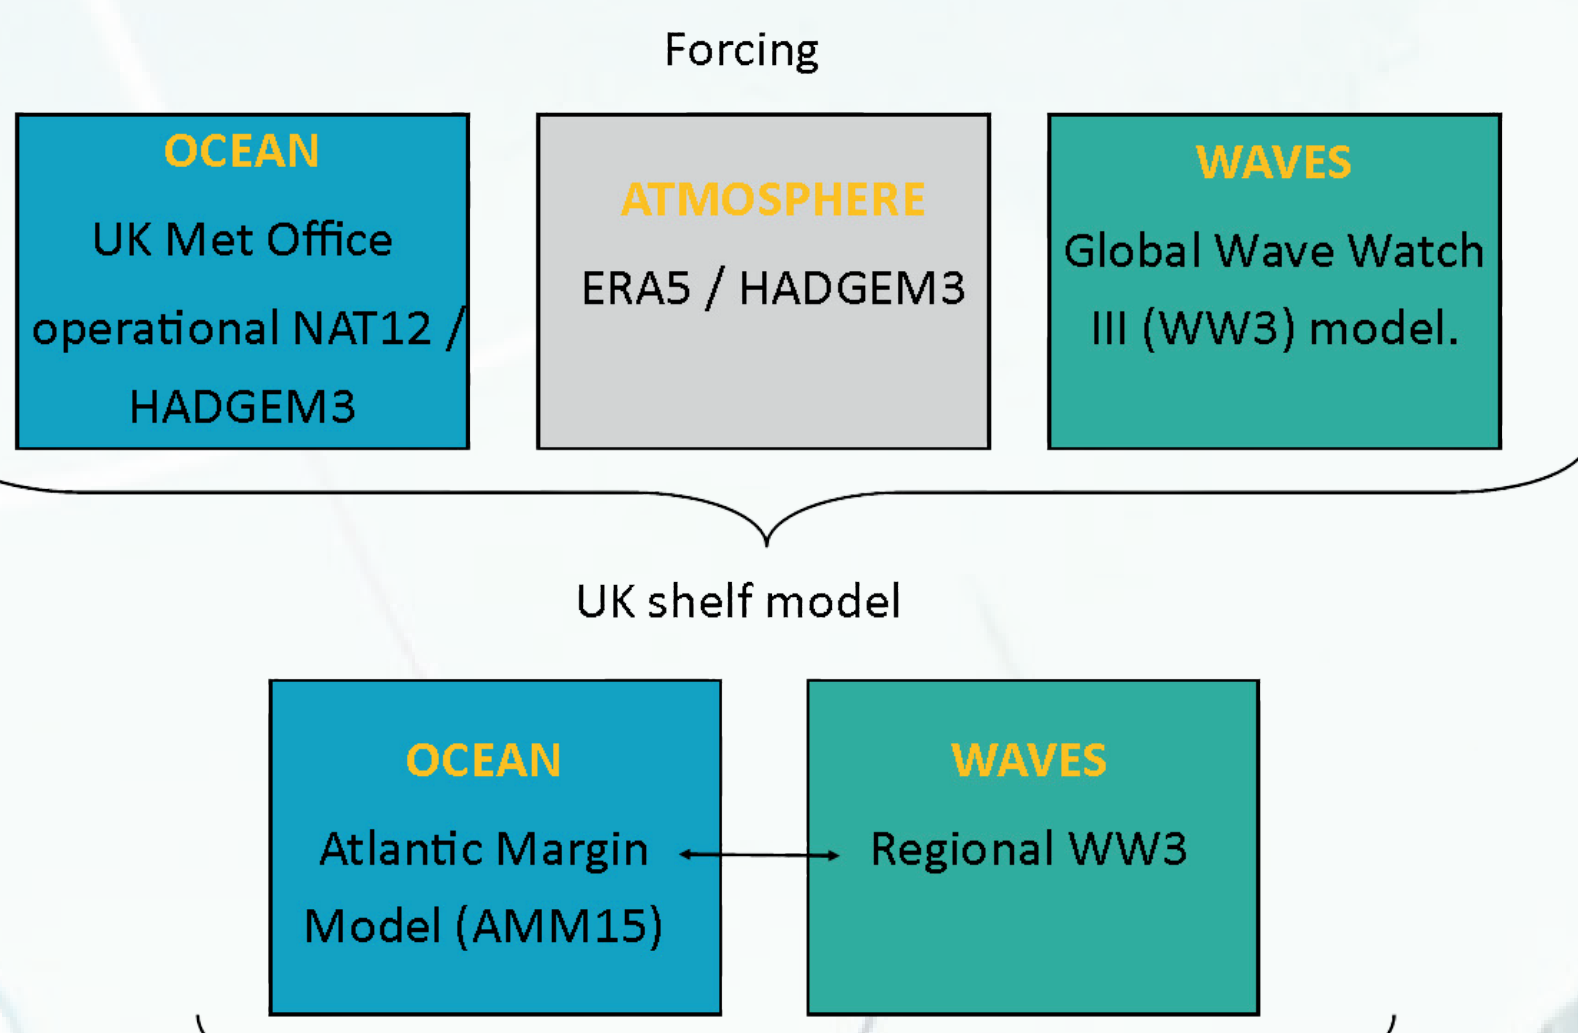 Forcing
OCEAN
UK Met Office
operational NAT12 /
HADGEM3
ATMOSPHERE
ERA5 / HADGEM3
WAVES
Global Wave Watch
III (WW3) model.
UK shelf model
OCEAN
Atlantic Margin
Model (AMM15)
WAVES
Regional WW3